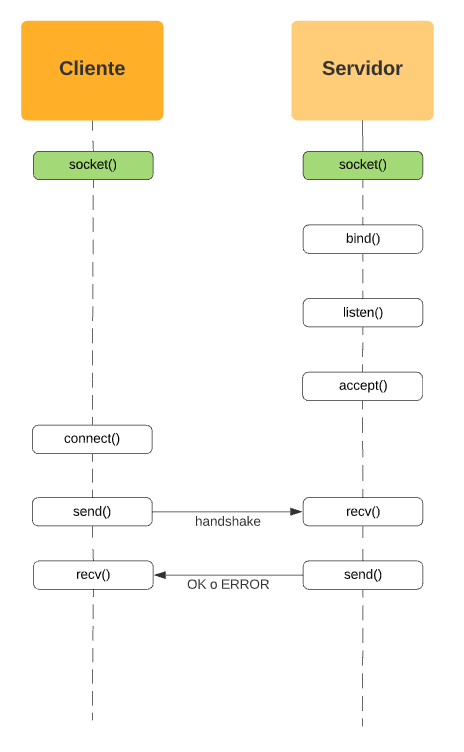 Cliente
Servidor
socket()
socket()
bind()
listen()
accept()
connect()
send()
handshake
recv()
recv()
OK o ERROR
send()